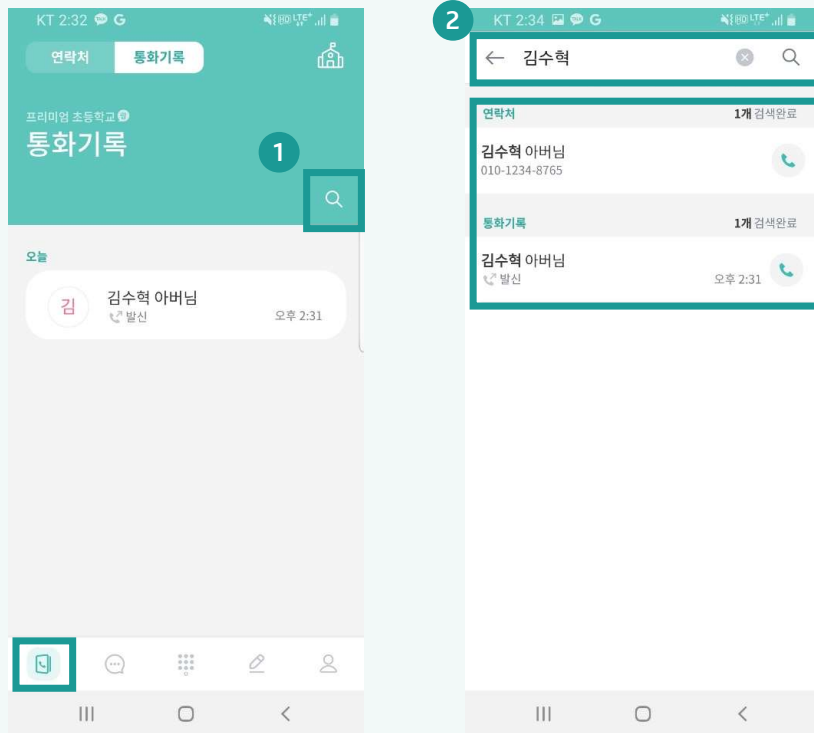 KT 2:32 G HD LTE+
연락처 통화기록
프리미엄 초등학교
통화기록
1
오늘
김 김수혁 아버님
발신 오후 2:31
2
KT 2:34 G HD LTE+
김수혁
연락처 1개 검색완료
김수혁 아버님
010-1234-8765
통화기록 1개 검색완료
김수혁 아버님
발신 오후 2:31